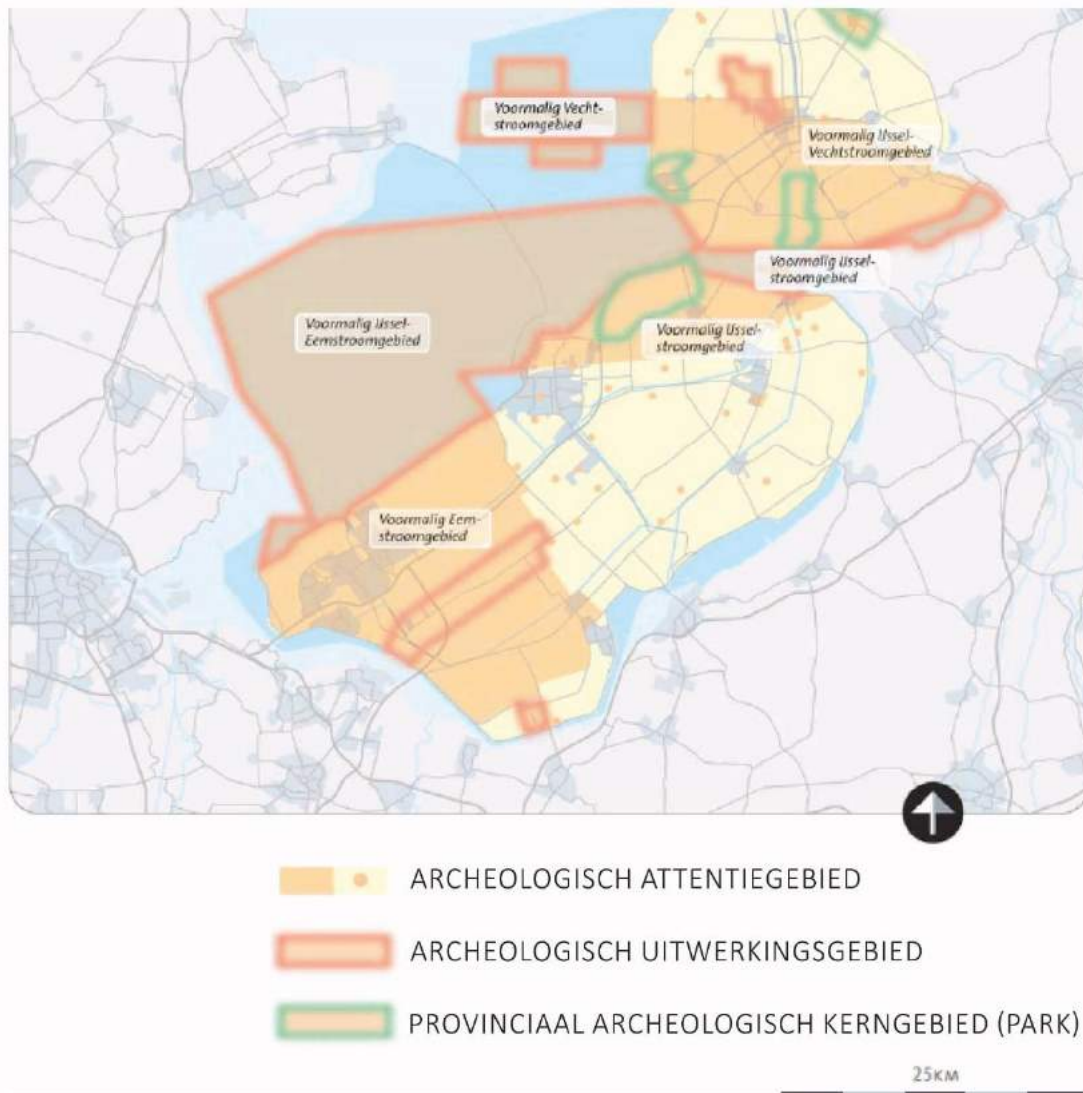 Voormalig Vecht-
stroomgebied
Voormalig IJssel-
Vechtstroomgebied
Voormalig IJssel-
stroomgebied
Voormalig IJssel-
Eemstroomgebied
Voormalig IJssel-
stroomgebied
Voormalig Eem-
stroomgebied
ARCHEOLOGISCH ATTENTIEGEBIED
ARCHEOLOGISCH UITWERKINGSGEBIED
PROVINCIAAL ARCHEOLOGISCH KERNGEBIED (PARK)
25KM